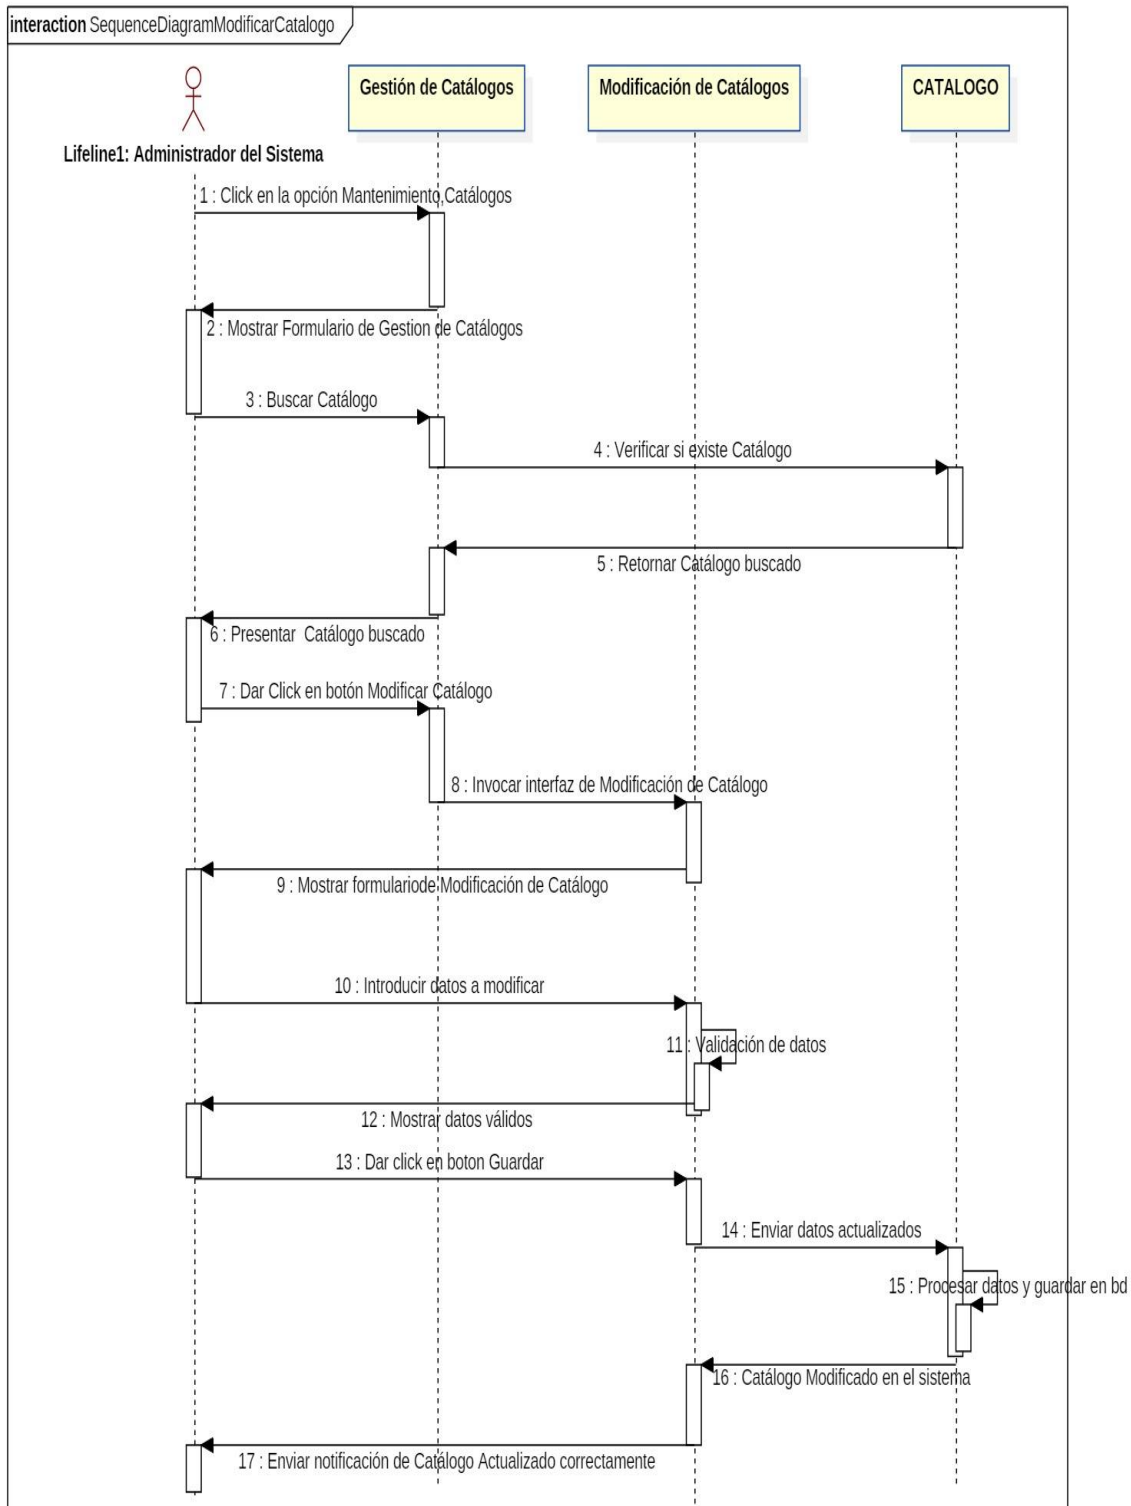 interaction SequenceDiagramModificarCatalogo
Gestión de Catálogos
Modificación de Catálogos
CATALOGO
Lifeline1: Administrador del Sistema
1 : Click en la opción Mantenimiento,Catálogos
2 : Mostrar Formulario de Gestion de Catálogos
3 : Buscar Catálogo
4 : Verificar si existe Catálogo
5 : Retornar Catálogo buscado
6 : Presentar  Catálogo buscado
7 : Dar Click en botón Modificar Catálogo
8 : Invocar interfaz de Modificación de Catálogo
9 : Mostrar formulariode Modificación de Catálogo
10 : Introducir datos a modificar
11 : Validación de datos
12 : Mostrar datos válidos
13 : Dar click en boton Guardar
14 : Enviar datos actualizados
15 : Procesar datos y guardar en bd
16 : Catálogo Modificado en el sistema
17 : Enviar notificación de Catálogo Actualizado correctamente